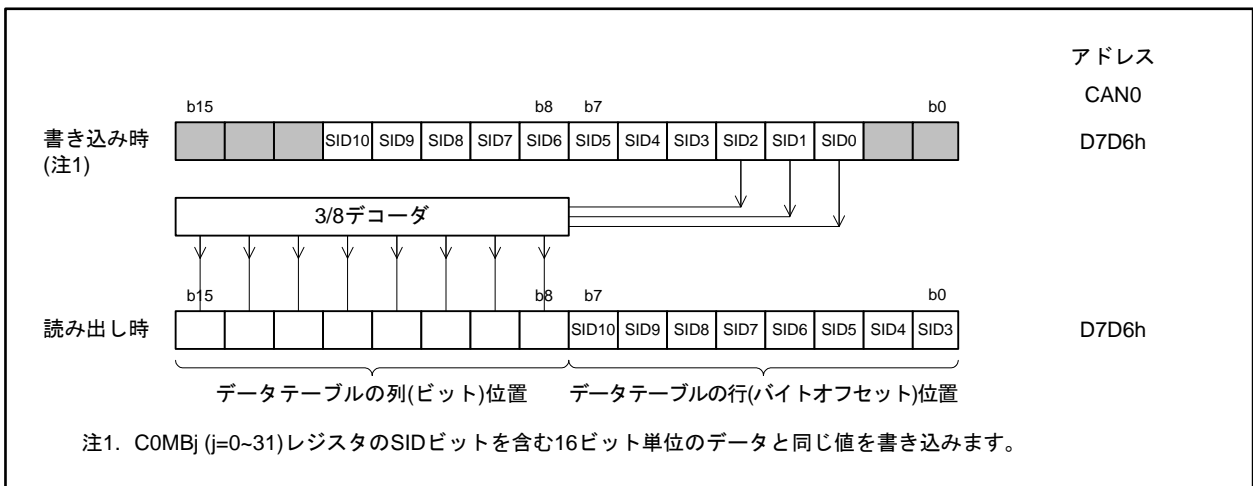 アドレス
CAN0
b15 b8 b7 b0
書き込み時 SID10 SID9 SID8 SID7 SID6 SID5 SID4 SID3 SID2 SID1 SID0 D7D6h
(注1)
3/8デコーダ
b15 b8 b7 b0
読み出し時 SID10 SID9 SID8 SID7 SID6 SID5 SID4 SID3 D7D6h
データテーブルの列(ビット)位置 データテーブルの行(バイトオフセット)位置
注1. C0MBj (j=0~31)レジスタのSIDビットを含む16ビット単位のデータと同じ値を書き込みます。